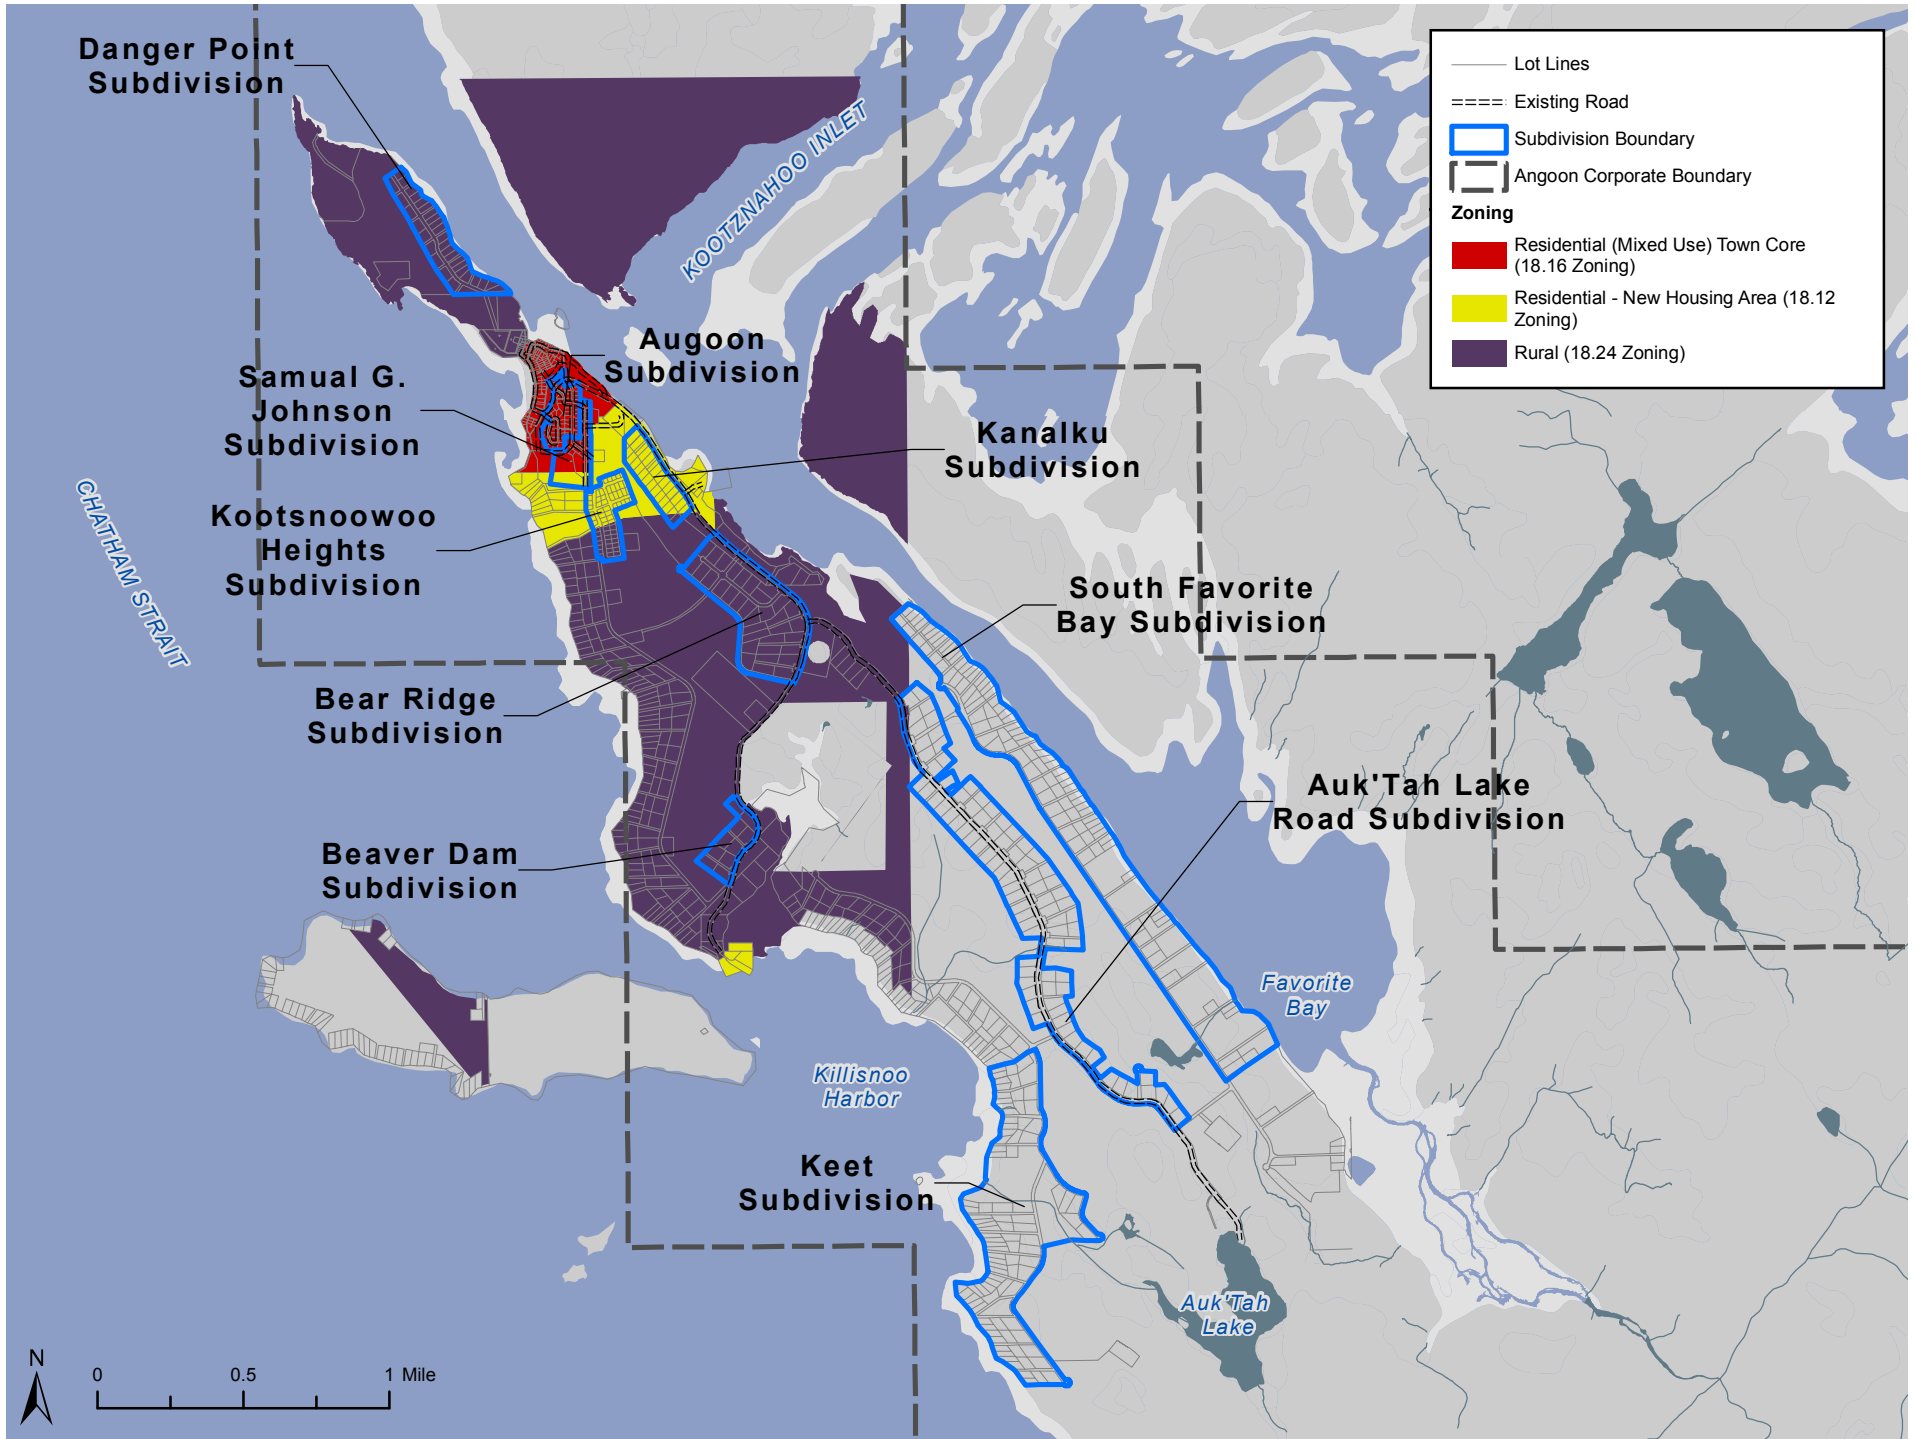 Danger Point
Subdivision
KOOTZNAHOO INLET
Lot Lines
Existing Road
Subdivision Boundary
Angoon Corporate Boundary
Zoning
Residential (Mixed Use) Town Core
(18.16 Zoning)
Residential - New Housing Area (18.12
Zoning)
Rural (18.24 Zoning)
Augoon
Subdivision
Samual G.
Johnson
Subdivision
Kanalku
Subdivision
CHATHAM STRAIT
Kootsnoowoo
Heights
Subdivision
South Favorite
Bay Subdivision
Bear Ridge
Subdivision
Auk'Tah Lake
Road Subdivision
Beaver Dam
Subdivision
Favorite
Bay
Killisnoo
Harbor
Keet
Subdivision
Auk'Tah
Lake
N
0 0.5 1 Mile